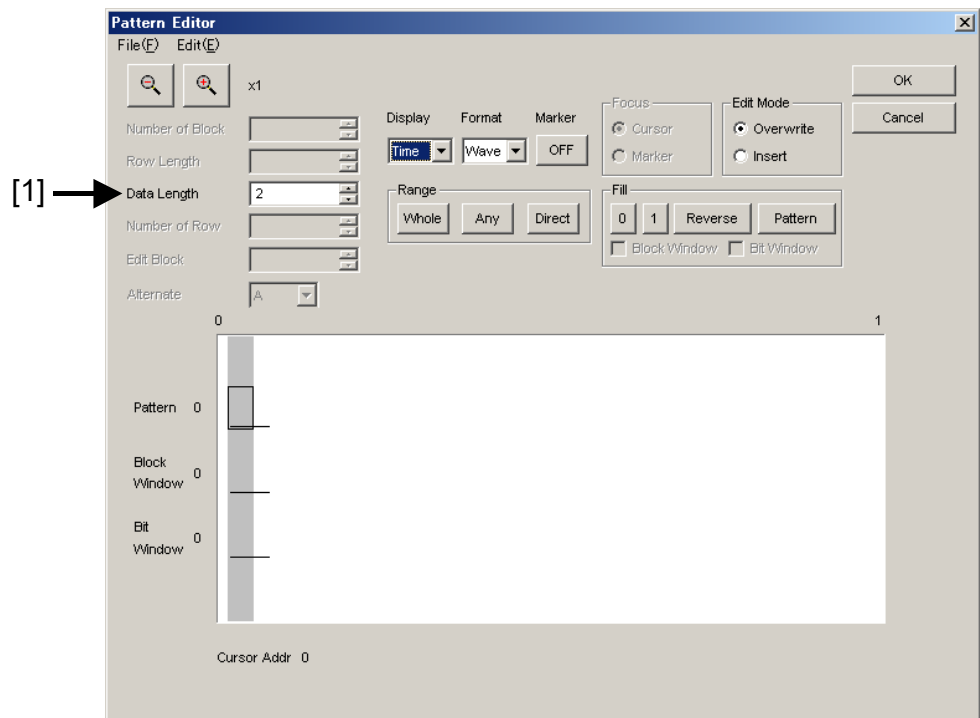 Pattern Editor
File(F) Edit(E)
x1
OK
Cancel
Number of Block
Row Length
[1] Data Length 2
Number of Row
Edit Block
Alternate A
Display Format Marker
Time Wave OFF
Range
Whole Any Direct
Focus
Cursor
Marker
Edit Mode
Overwrite
Insert
Fill
0 1 Reverse Pattern
Block Window Bit Window
0 1
Pattern 0
Block
Window 0
Bit
Window 0
Cursor Addr 0